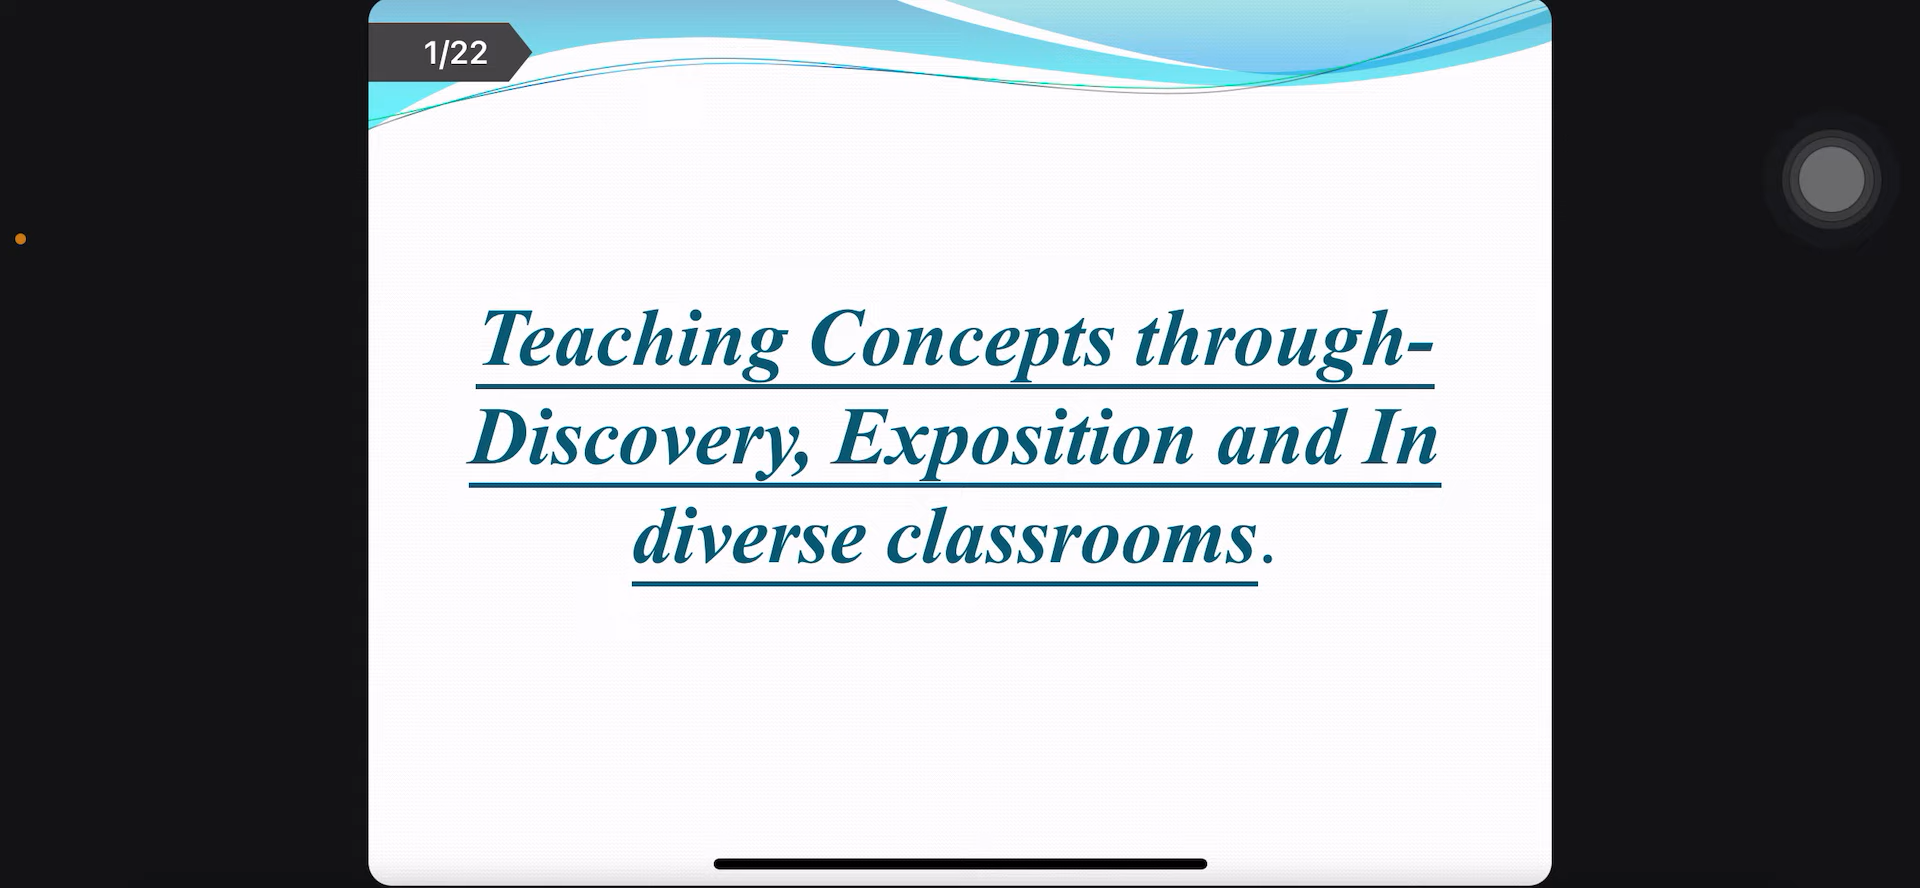 1/22
Teaching Concepts through-
Discovery, Exposition and In
diverse classrooms.